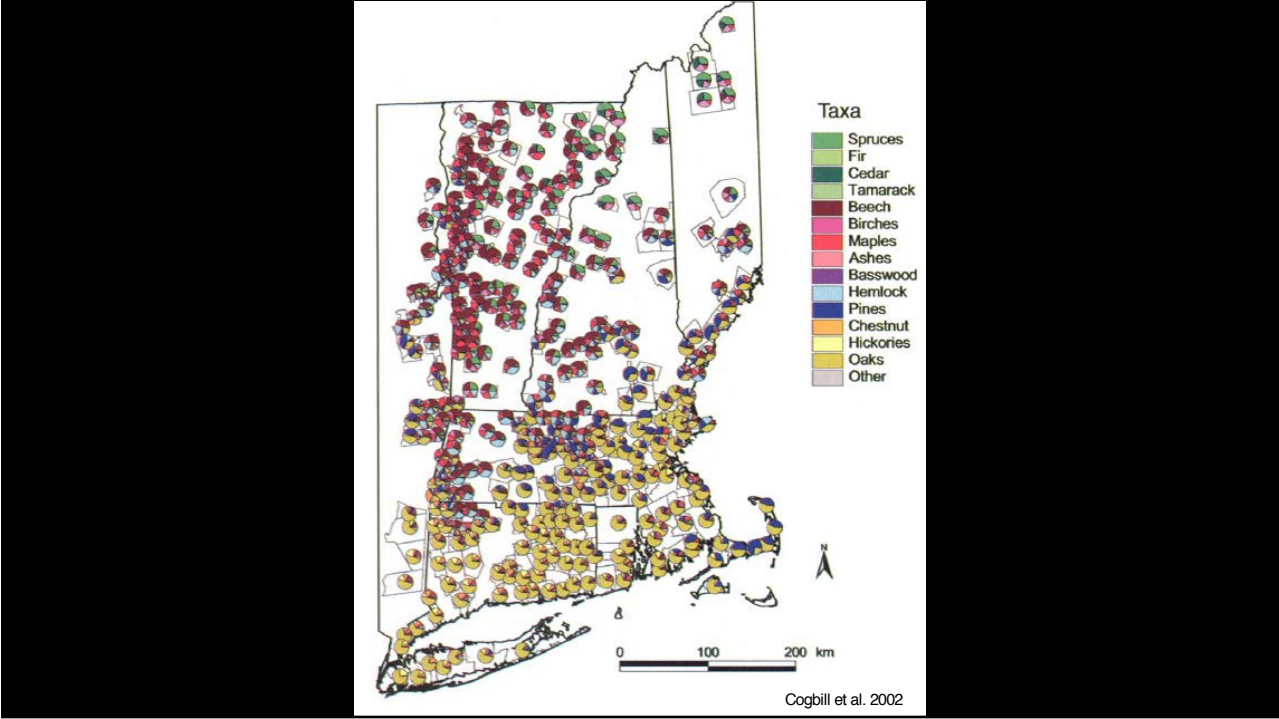 Taxa
Spruces
Fir
Cedar
Tamarack
Beech
Birches
Maples
Ashes
Basswood
Hemlock
Pines
Chestnut
Hickories
Oaks
Other
N
0 100 200 km
Cogbill et al. 2002